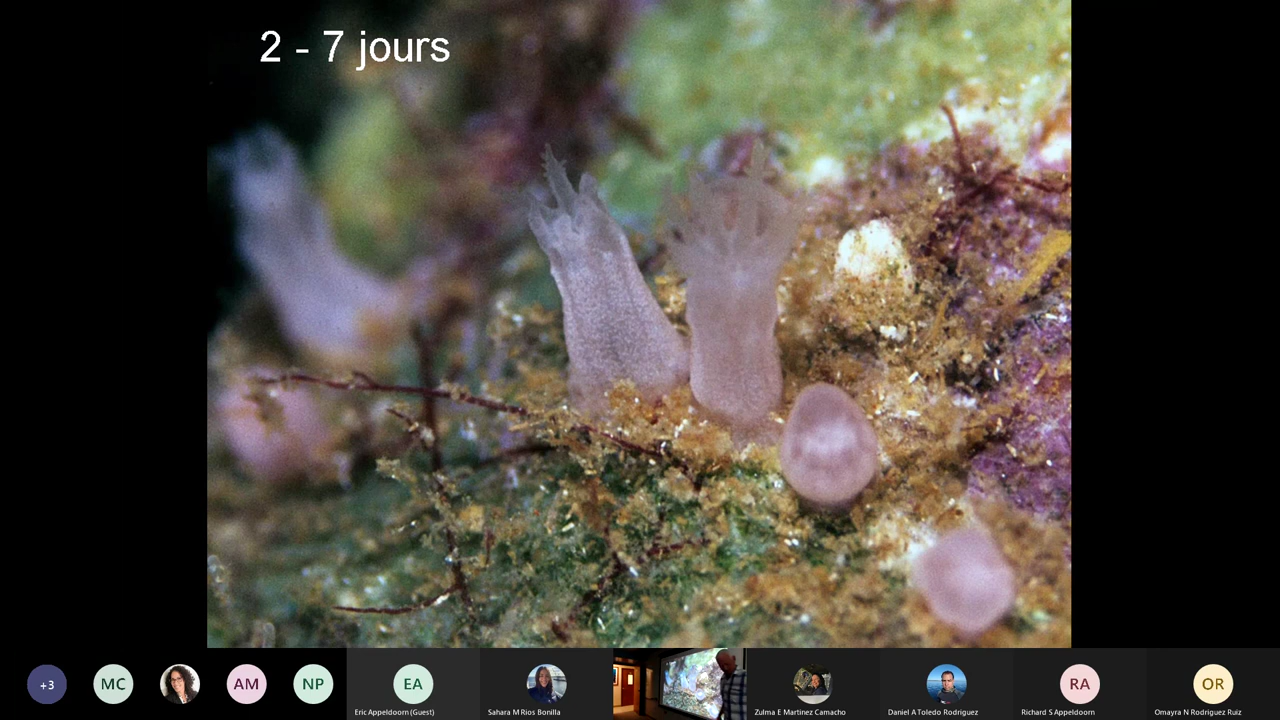 2 - 7 jours
+3
MC
AM
NP
EA
RA
OR
Eric Appeldoorn (Guest)
Sahara M Rios Bonilla
Zulma E Martinez Camacho
Daniel A Toledo Rodriguez
Richard S Appeldoorn
Omayra N Rodriguez Ruiz